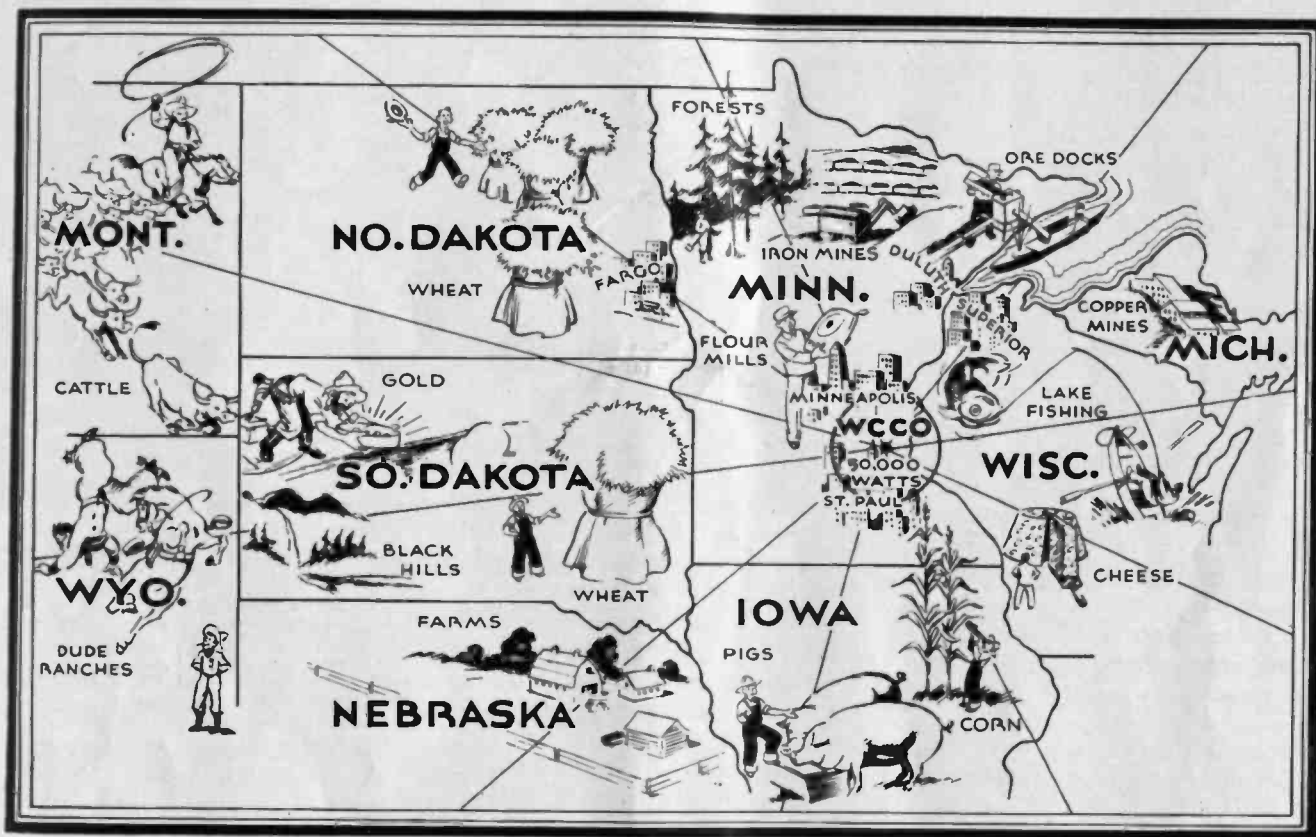 MONT.
CATTLE
WYO.
DUDE
RANCHES
NO. DAKOTA
WHEAT
FARGO
GOLD
SO. DAKOTA
BLACK
HILLS
WHEAT
FARMS
NEBRASKA
FORESTS
ORE DOCKS
IRON MINES
MINN.
DULUTH
SUPERIOR
FLOUR
MILLS
MINNEAPOLIS
WCCO
50.000
WATTS
ST. PAUL
COPPER
MINES
MICH.
LAKE
FISHING
WISC.
CHEESE
IOWA
PIGS
CORN